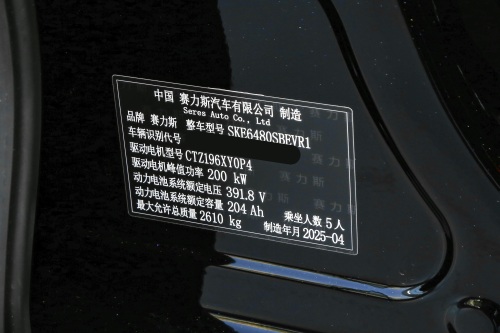 中国 赛力斯汽车有限公司 制造
Seres Auto Co., Ltd
品牌 赛力斯 整车型号 SKE6480SBEVR1
车辆识别代号
驱动电机型号 CTZ196XY0P4
驱动电机峰值功率 200 kW
动力电池系统额定电压 391.8 V
动力电池系统额定容量 204 Ah 乘坐人数 5 人
最大允许总质量 2610 kg 制造年月 2025-04